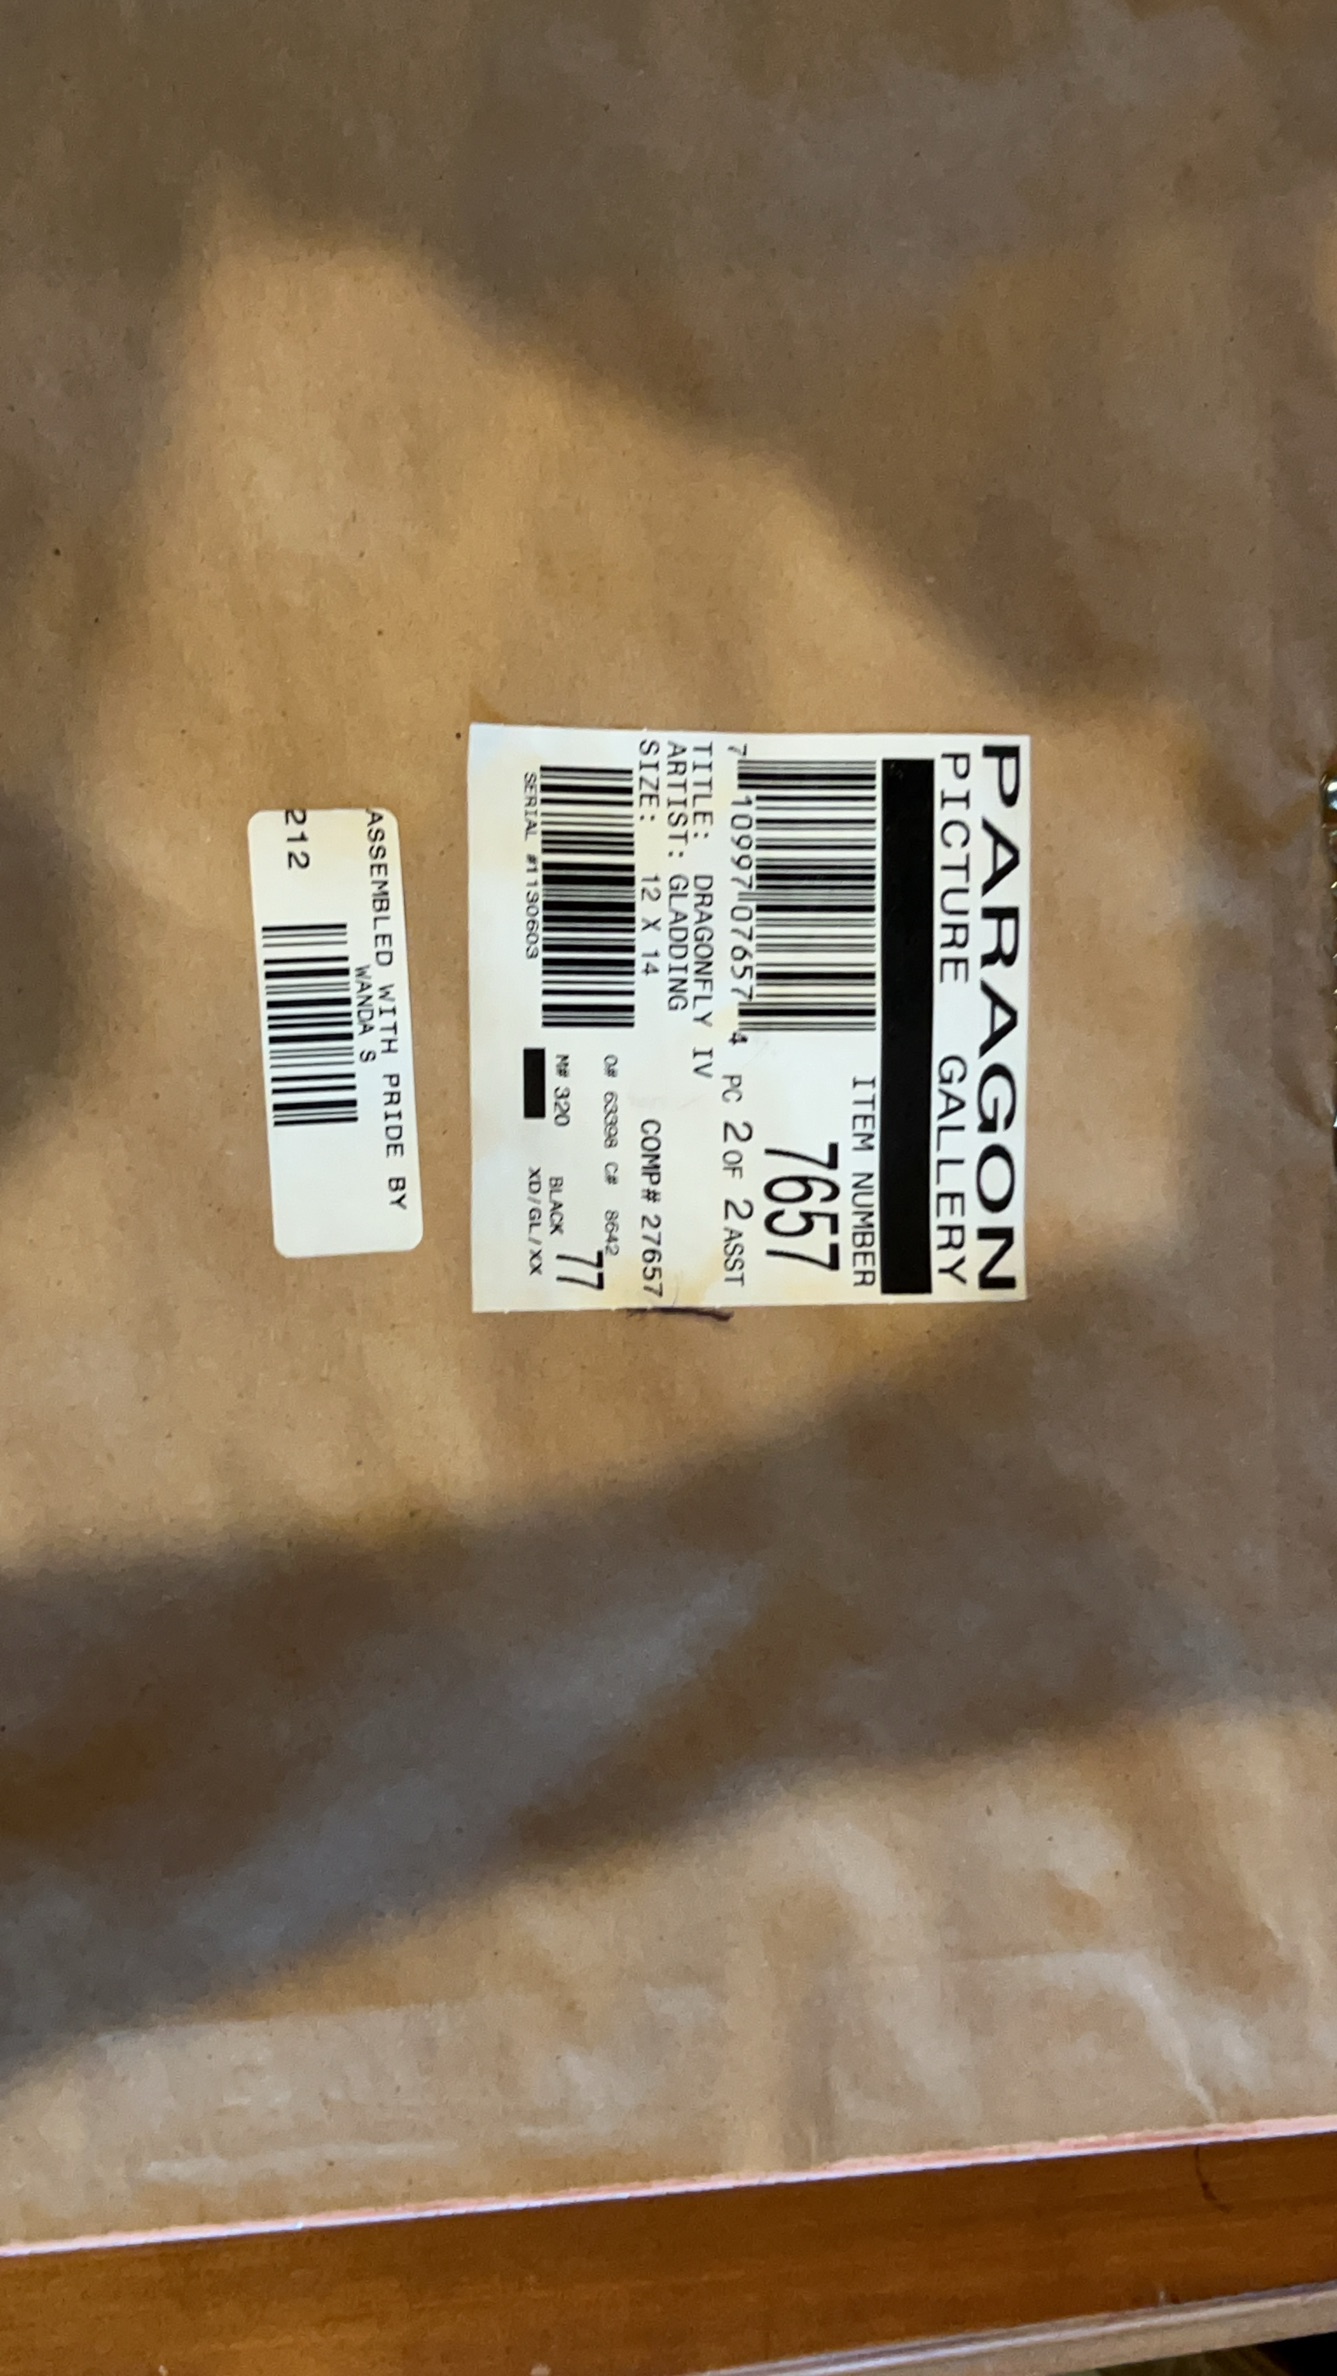 PARAGON
PICTURE GALLERY
ITEM NUMBER
7657
7 10997 07657 4
PC 2 OF 2 ASST
TITLE: DRAGONFLY IV
ARTIST: GLADDING
SIZE: 12 X 14
COMP# 27657
O# 63398 C# 8642
77
M# 320 BLACK
XD/GL/XX
SERIAL #1130603
ASSEMBLED WITH PRIDE BY
WANDA S
212